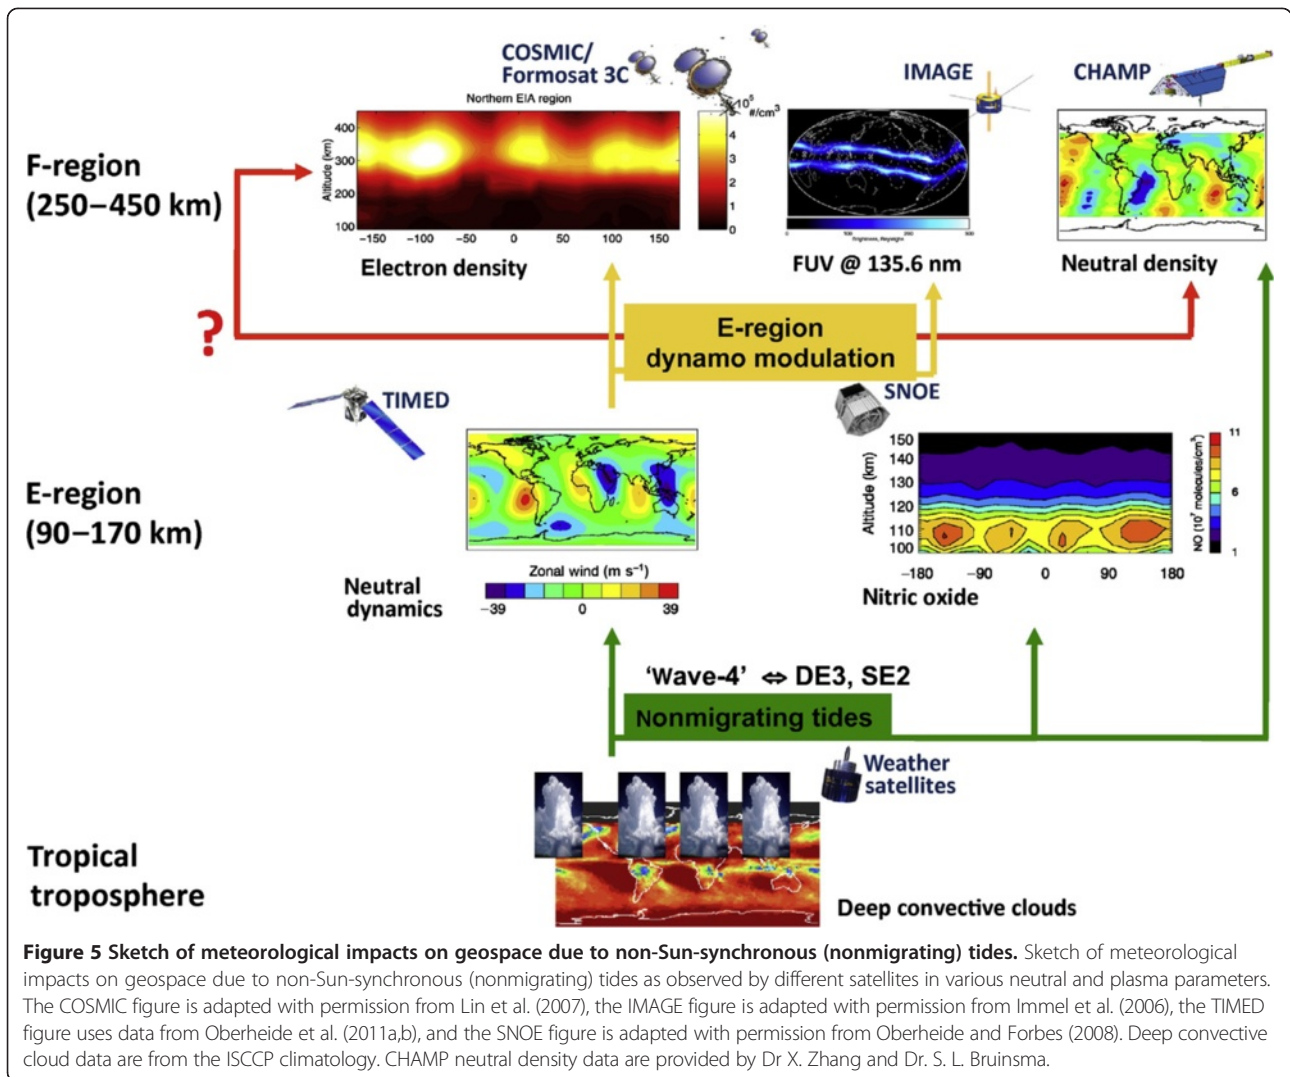 COSMIC/
Formosat 3C
IMAGE
CHAMP
Northern EIA region
×10⁵
#/cm³
F-region
(250–450 km)
Altitude (km)
400
300
200
100
−150 −100 −50 0 50 100 150
4
3
2
1
0
Electron density
0 100 200 300
Brightness, Rayleighs
FUV @ 135.6 nm
Neutral density
?
E-region
dynamo modulation
TIMED
SNOE
E-region
(90–170 km)
Zonal wind (m s⁻¹)
−39 0 39
Neutral
dynamics
Altitude (km)
150
140
130
120
110
100
−180 −90 0 90 180
NO (10⁷ molecules/cm³)
11
6
1
Nitric oxide
'Wave-4' ⇔ DE3, SE2
Nonmigrating tides
Weather
satellites
Tropical
troposphere
Deep convective clouds
Figure 5 Sketch of meteorological impacts on geospace due to non-Sun-synchronous (nonmigrating) tides. Sketch of meteorological
impacts on geospace due to non-Sun-synchronous (nonmigrating) tides as observed by different satellites in various neutral and plasma parameters.
The COSMIC figure is adapted with permission from Lin et al. (2007), the IMAGE figure is adapted with permission from Immel et al. (2006), the TIMED
figure uses data from Oberheide et al. (2011a,b), and the SNOE figure is adapted with permission from Oberheide and Forbes (2008). Deep convective
cloud data are from the ISCCP climatology. CHAMP neutral density data are provided by Dr X. Zhang and Dr. S. L. Bruinsma.